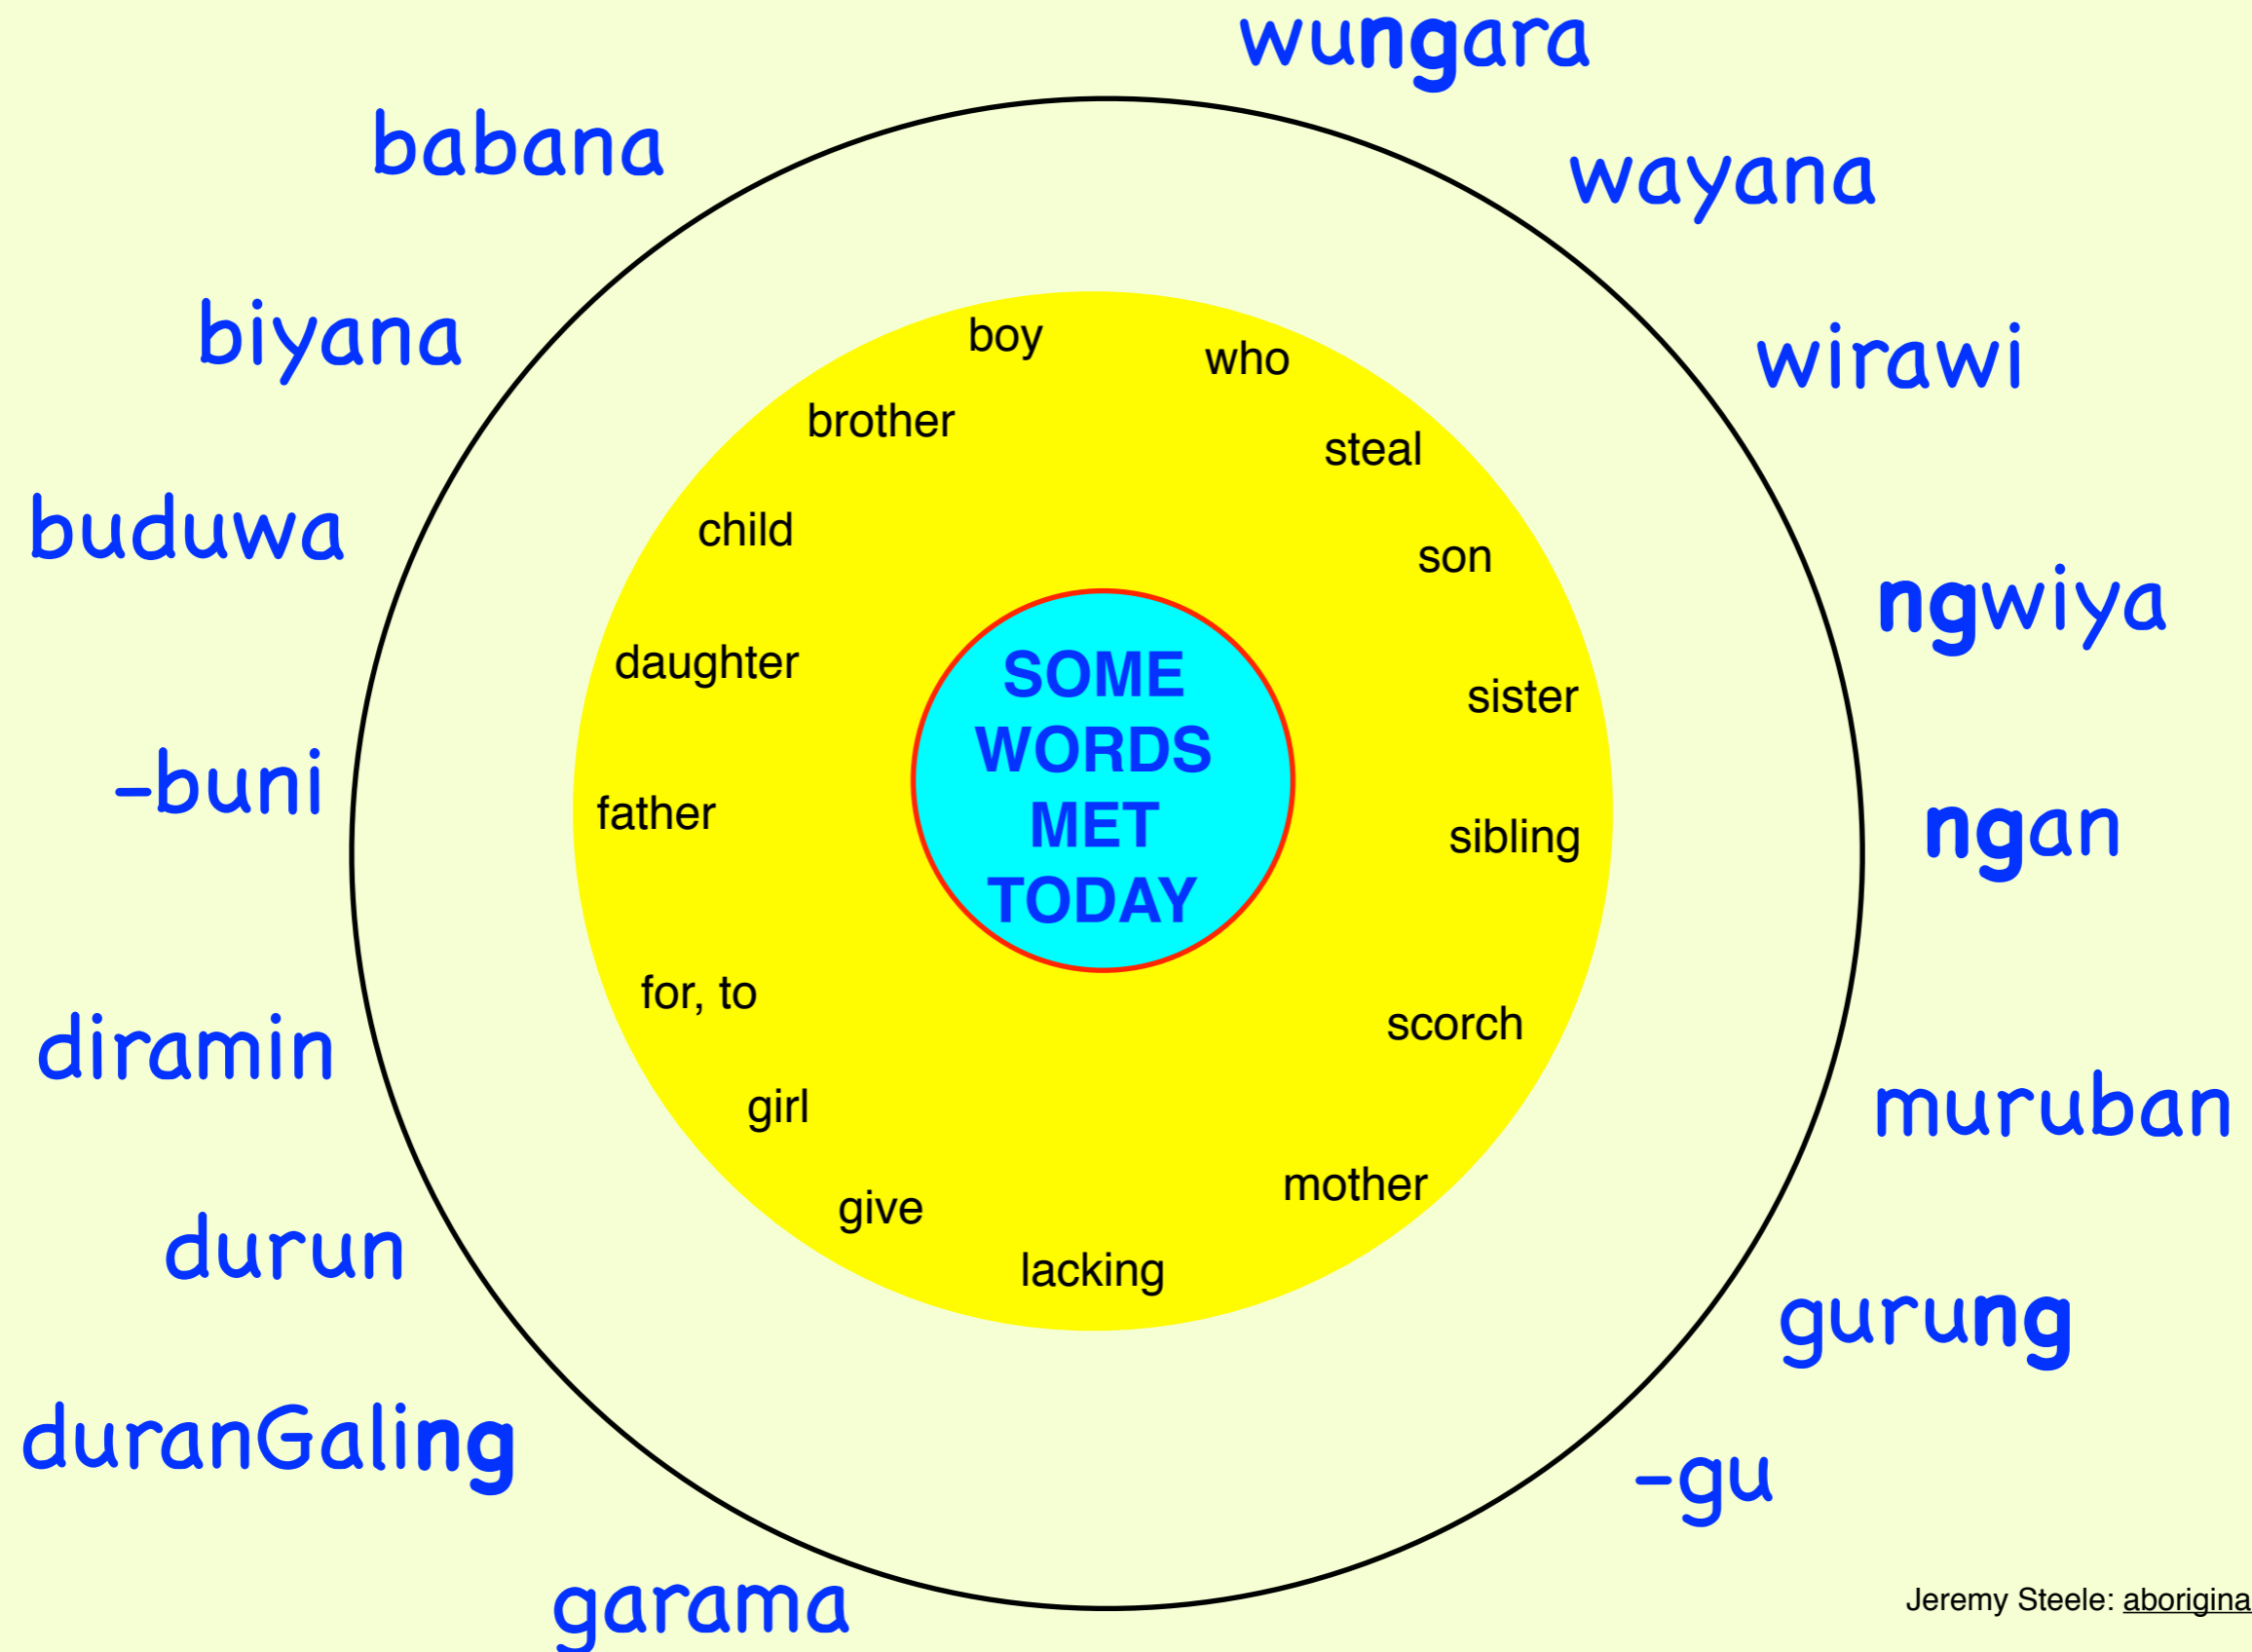 wungara
babana
wayana
biyana
wirawi
boy
who
brother
steal
buduwa
child
son
ngwiya
daughter
sister
SOME
WORDS
MET
TODAY
-buni
father
sibling
ngan
for, to
scorch
diramin
girl
muruban
mother
give
durun
lacking
gurung
duranGaling
-gu
garama
Jeremy Steele: aborigina